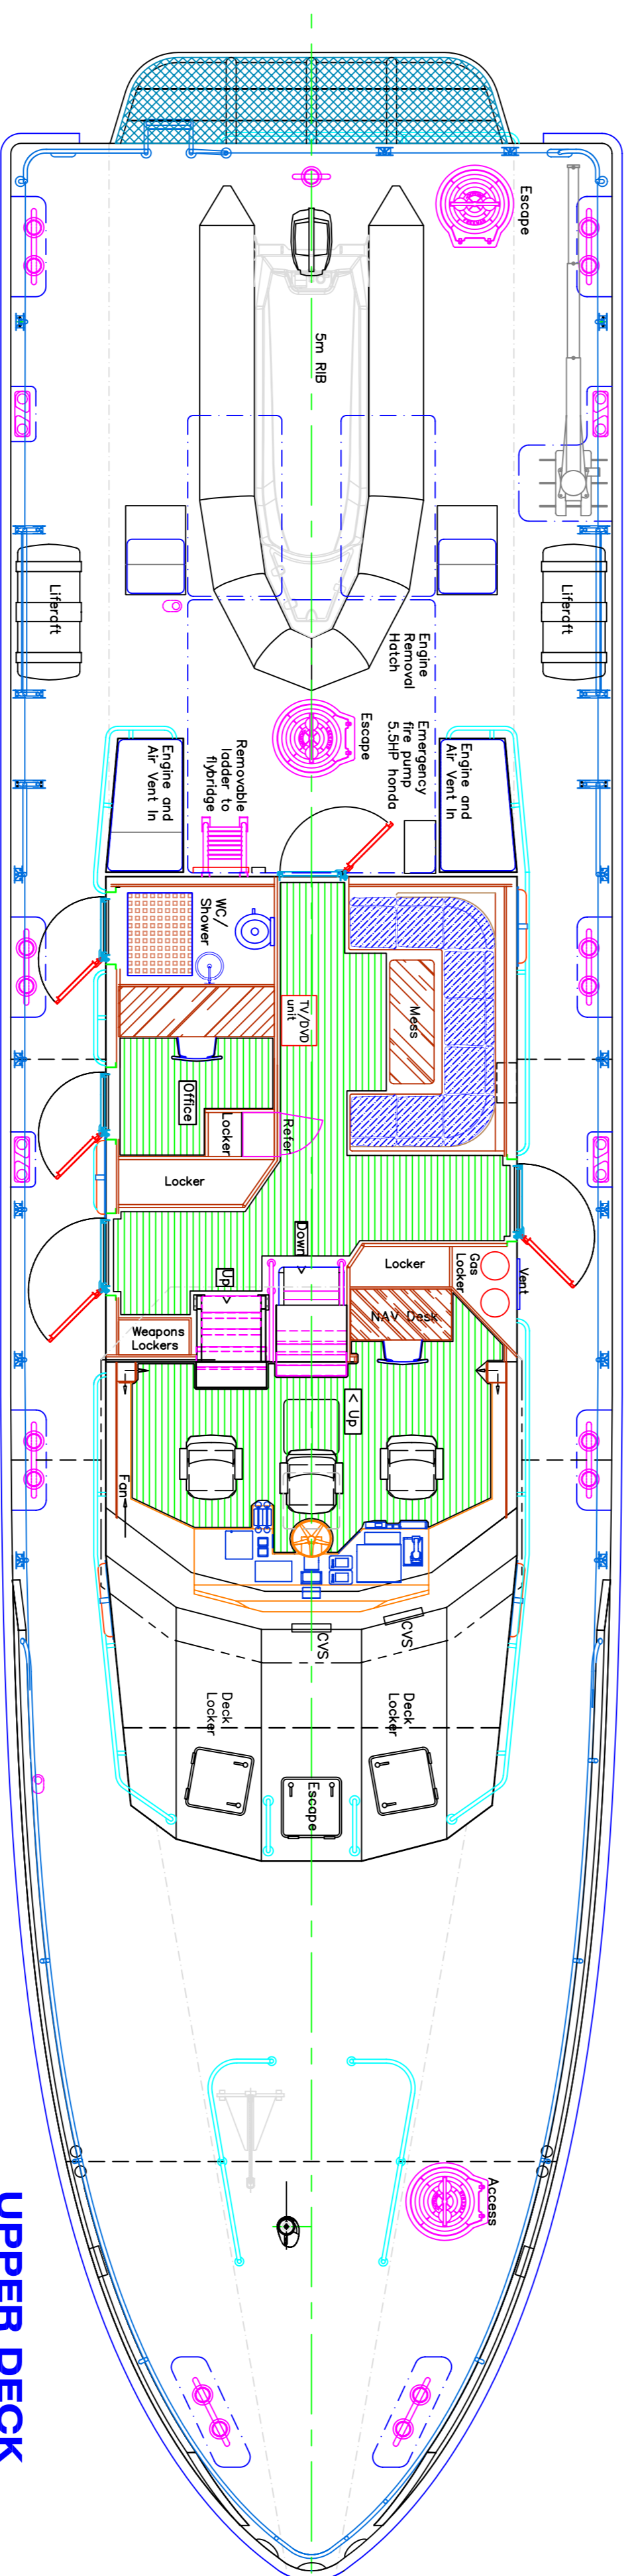 Escape
5m RIB
Liferaft
Liferaft
Engine
Removal
Hatch
Escape
Emergency
fire pump
5.5HP honda
Engine and
Air Vent In
Removable
ladder to
flybridge
Engine and
Air Vent In
WC/
Shower
TV/DVD
unit
Mess
Office
Locker
Refer
Locker
Down
Up
Locker
Gas
Locker
Vent
NAV Desk
Weapons
Lockers
< Up
Fan
CVS
CVS
Deck
Locker
Deck
Locker
Escape
Access
UPPER DECK